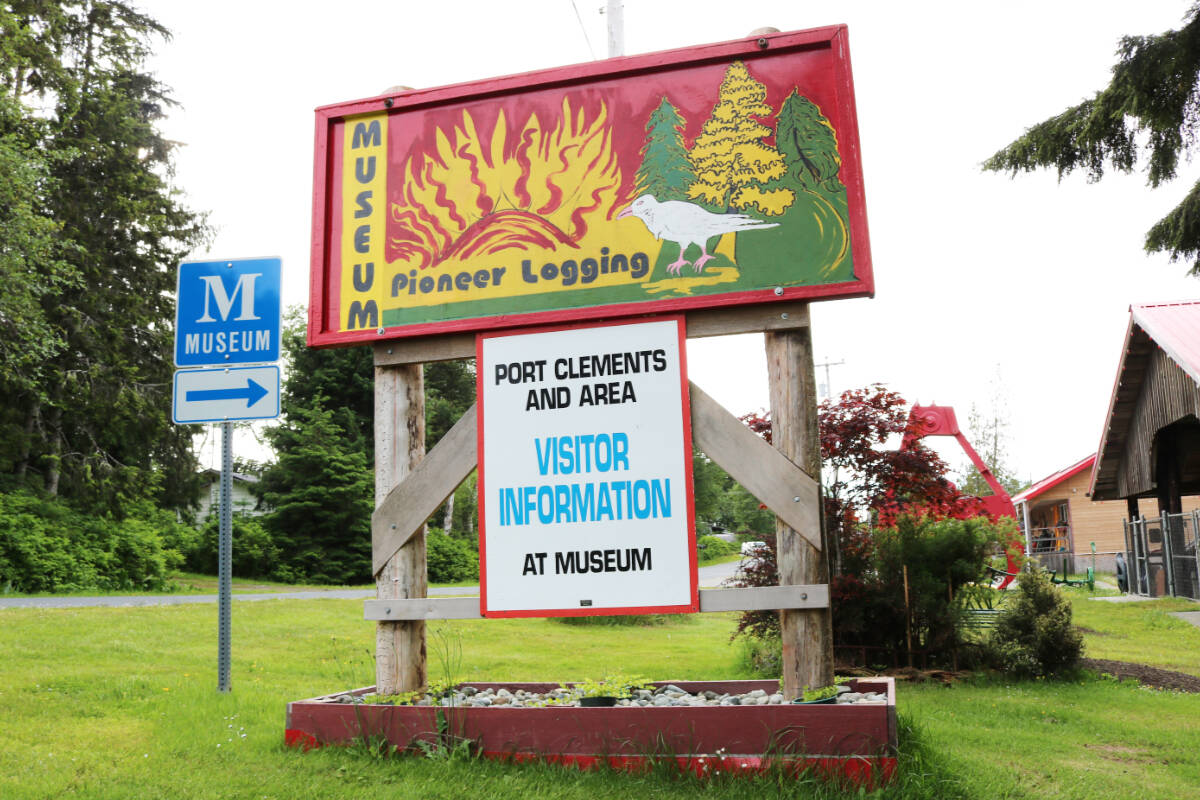 MUSEUM
Pioneer Logging
M
MUSEUM
PORT CLEMENTS
AND AREA
VISITOR
INFORMATION
AT MUSEUM